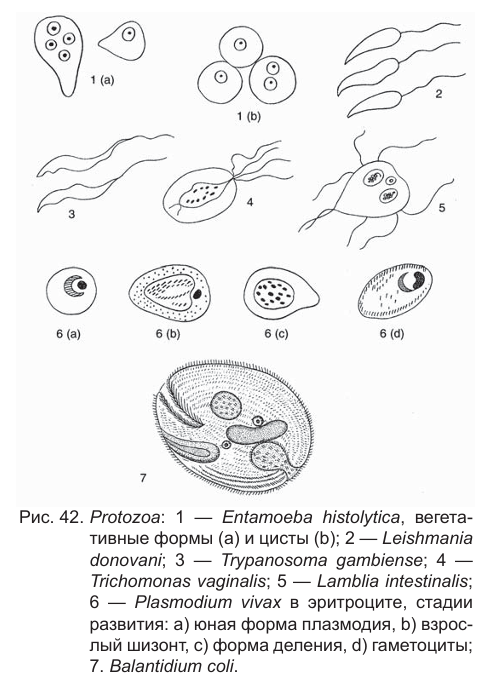 1 (a)
1 (b)
2
3
4
5
6 (a)
6 (b)
6 (c)
6 (d)
7
Рис. 42. Protozoa: 1 — Entamoeba histolytica, вегета-
тивные формы (a) и цисты (b); 2 — Leishmania
donovani; 3 — Trypanosoma gambiense; 4 —
Trichomonas vaginalis; 5 — Lamblia intestinalis;
6 — Plasmodium vivax в эритроците, стадии
развития: a) юная форма плазмодия, b) взрос-
лый шизонт, c) форма деления, d) гаметоциты;
7. Balantidium coli.